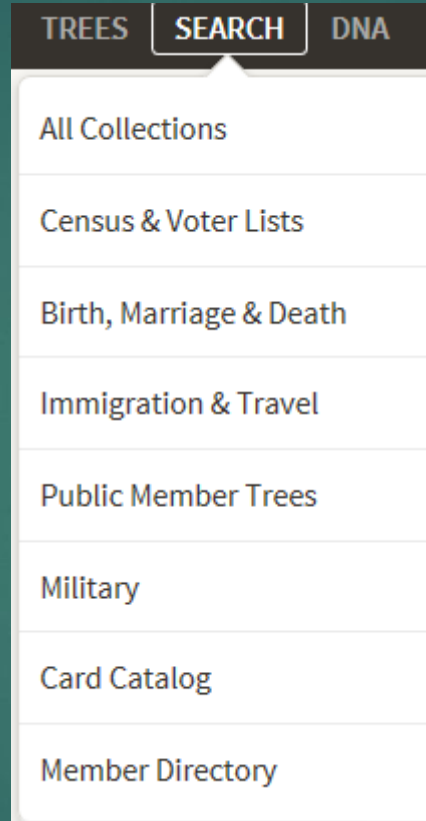 TREES SEARCH DNA
All Collections
Census & Voter Lists
Birth, Marriage & Death
Immigration & Travel
Public Member Trees
Military
Card Catalog
Member Directory